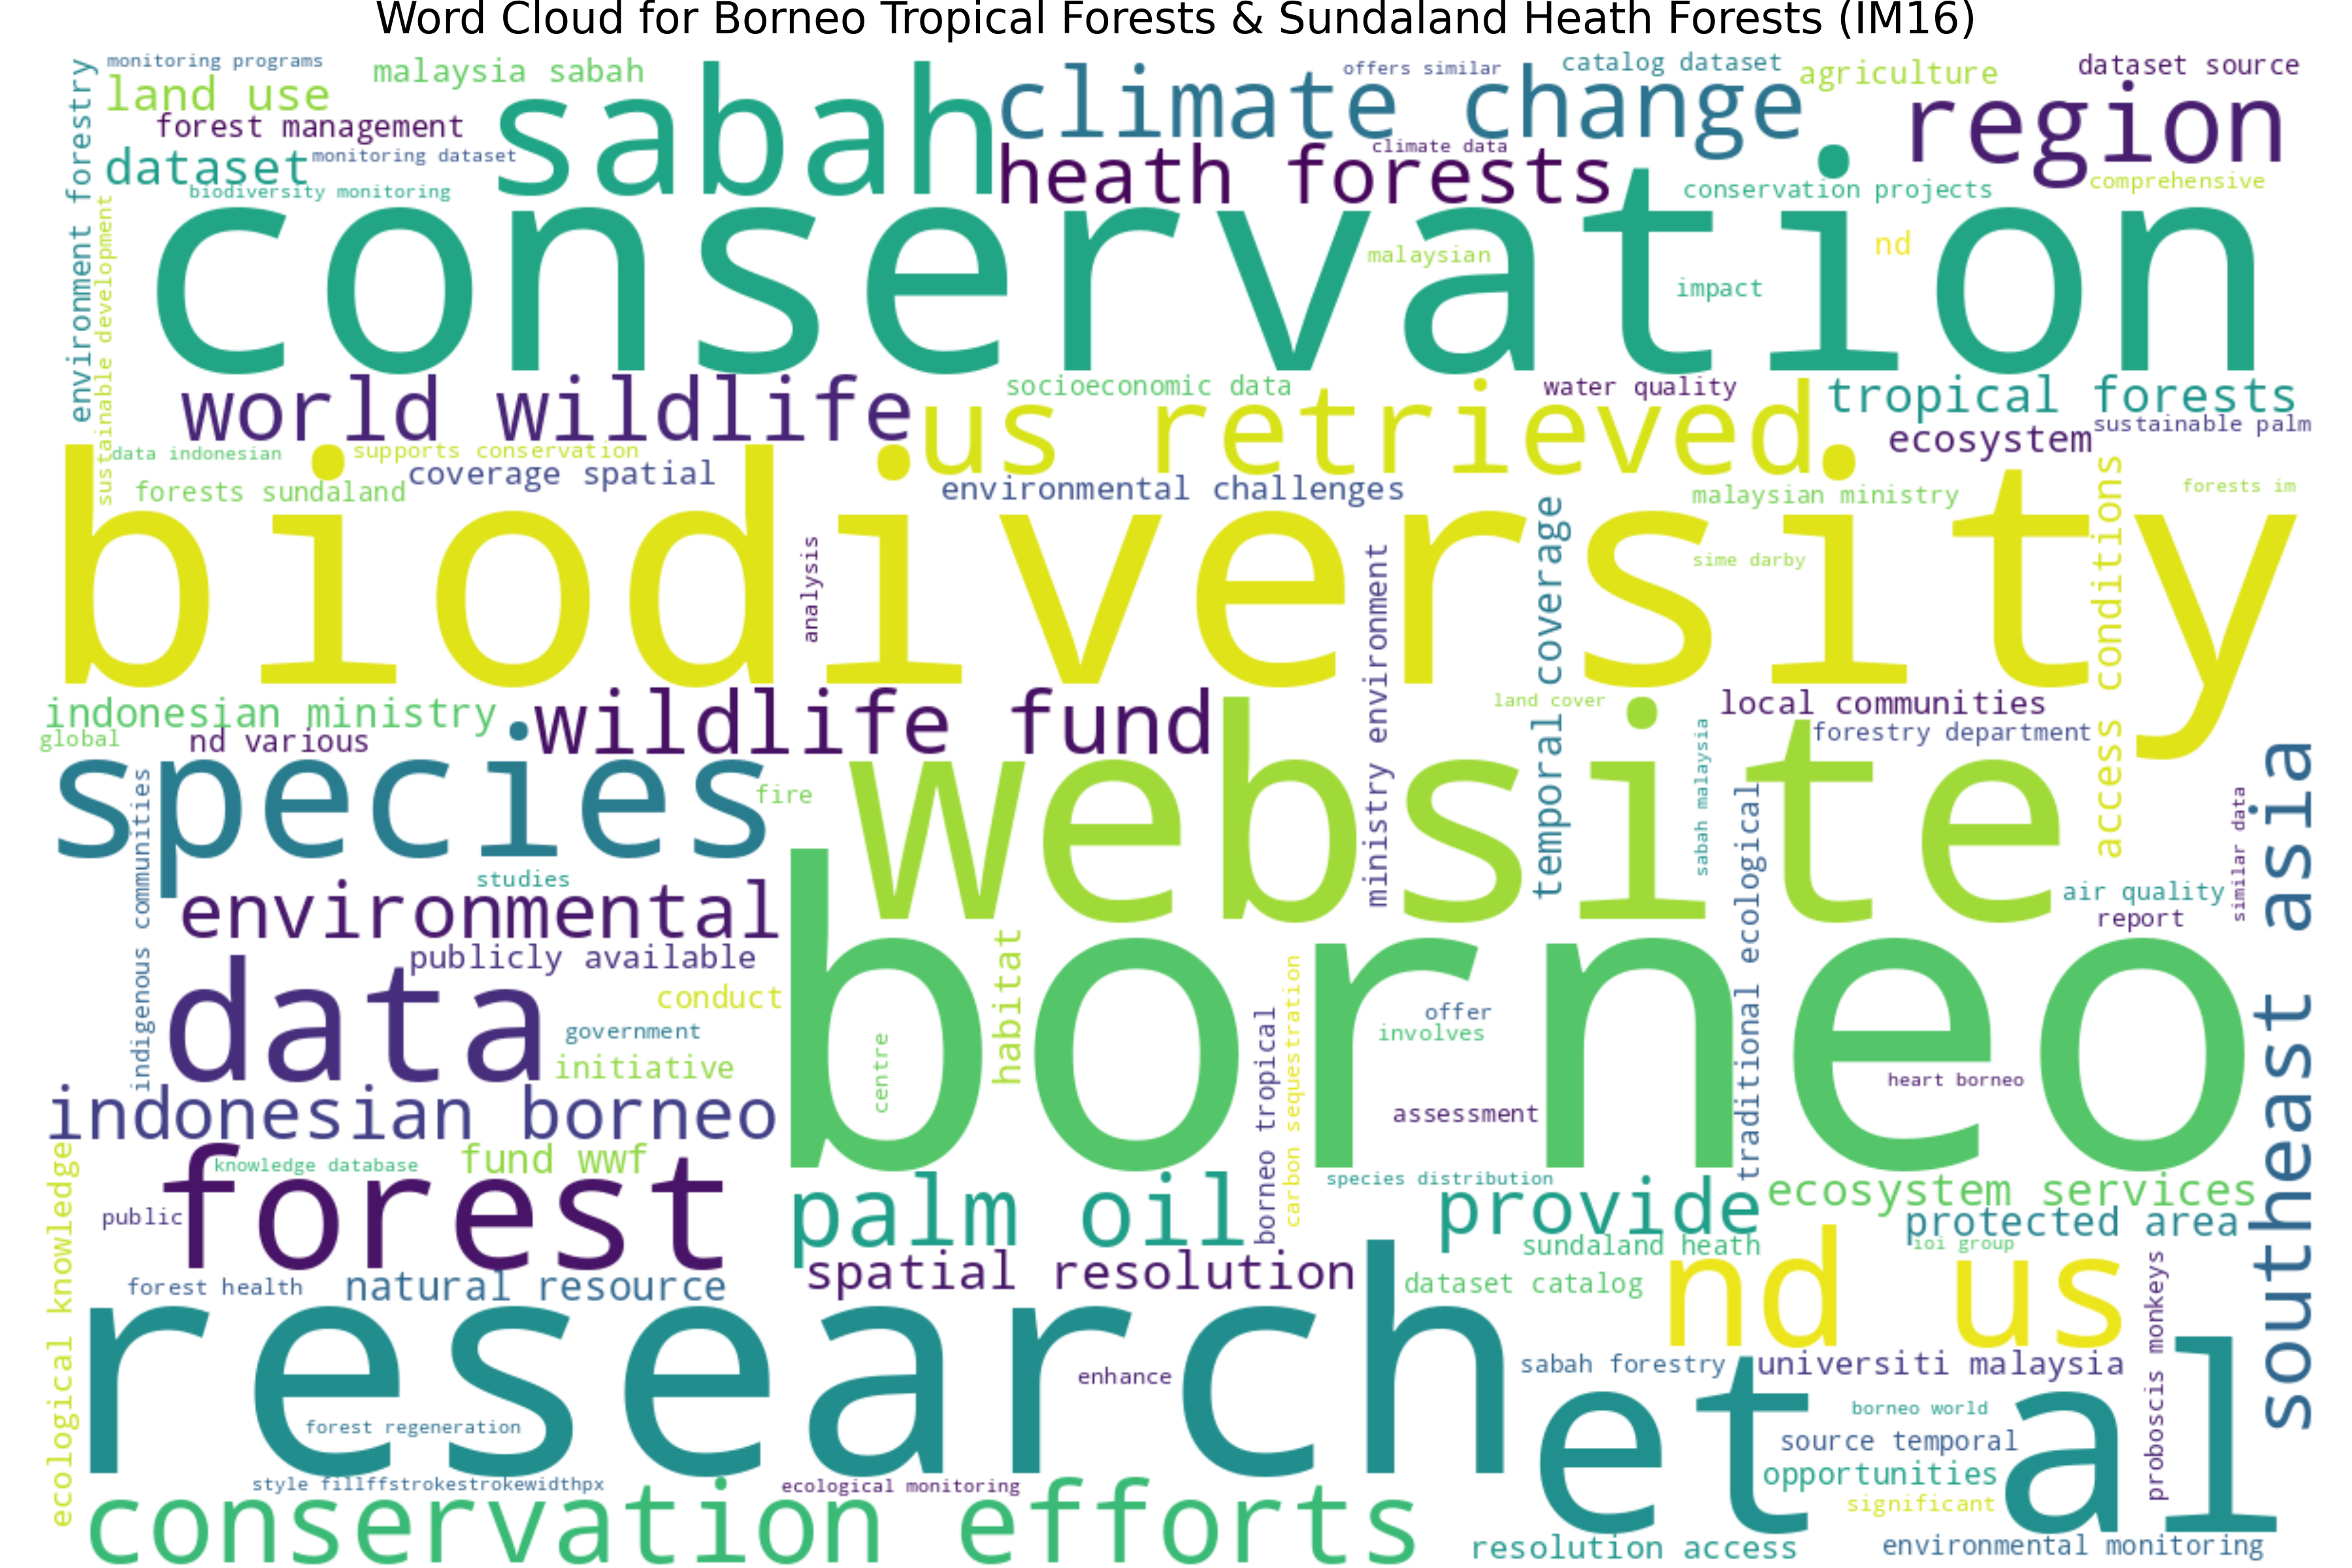 Word Cloud for Borneo Tropical Forests & Sundaland Heath Forests (IM16)
monitoring programs
malaysia sabah
sabah
climate change
offers similar
catalog dataset
agriculture
dataset source
land use
region
forest management
heath forests
climate data
dataset
monitoring dataset
biodiversity monitoring
conservation projects
comprehensive
environment forestry
sustainable development
conservation
malaysian
nd
impact
world wildlife
us retrieved
socioeconomic data
water quality
tropical forests
sustainable palm
ecosystem
data indonesian
supports conservation
coverage spatial
forests sundaland
environmental challenges
malaysian ministry
forests im
biodiversity
analysis
sime darby
ministry environment
temporal coverage
access conditions
indonesian ministry
wildlife fund
land cover
local communities
global
nd various
forestry department
species
fire
website
sabah malaysia
similar data
southeast asia
indigenous communities
studies
environmental
air quality
report
publicly available
borneo
habitat
data
conduct
government
initiative
centre
borneo tropical
carbon sequestration
offer
involves
assessment
traditional ecological
heart borneo
indonesian borneo
ecological knowledge
knowledge database
fund wwf
forest
public
palm oil
species distribution
provide
ecosystem services
protected area
sundaland heath
ioi group
forest health
natural resource
spatial resolution
dataset catalog
nd us
proboscis monkeys
research
enhance
forest regeneration
sabah forestry
universiti malaysia
et al
borneo world
source temporal
opportunities
significant
style fillffstrokestrokewidthpx
ecological monitoring
conservation efforts
resolution access
environmental monitoring